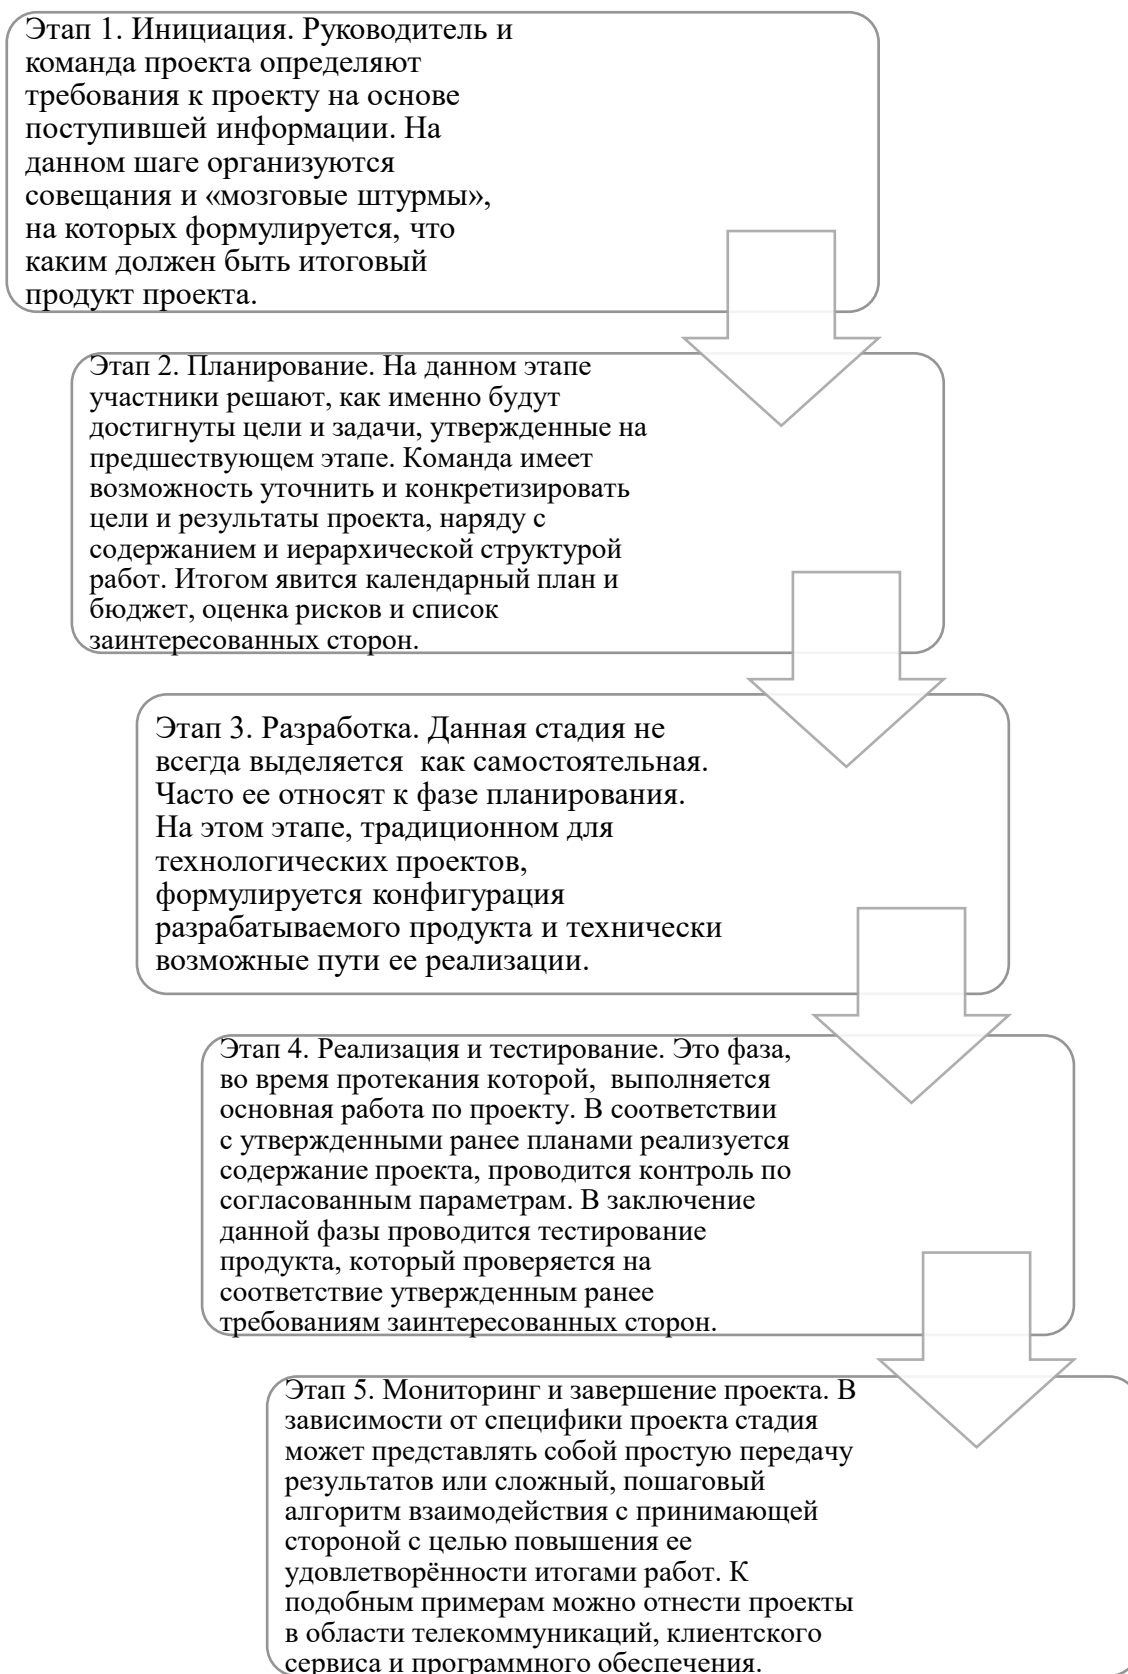 Этап 1. Инициация. Руководитель и
команда проекта определяют
требования к проекту на основе
поступившей информации. На
данном шаге организуются
совещания и «мозговые штурмы»,
на которых формулируется, что
каким должен быть итоговый
продукт проекта.
Этап 2. Планирование. На данном этапе
участники решают, как именно будут
достигнуты цели и задачи, утвержденные на
предшествующем этапе. Команда имеет
возможность уточнить и конкретизировать
цели и результаты проекта, наряду с
содержанием и иерархической структурой
работ. Итогом явится календарный план и
бюджет, оценка рисков и список
заинтересованных сторон.
Этап 3. Разработка. Данная стадия не
всегда выделяется  как самостоятельная.
Часто ее относят к фазе планирования.
На этом этапе, традиционном для
технологических проектов,
формулируется конфигурация
разрабатываемого продукта и технически
возможные пути ее реализации.
Этап 4. Реализация и тестирование. Это фаза,
во время протекания которой,  выполняется
основная работа по проекту. В соответствии
с утвержденными ранее планами реализуется
содержание проекта, проводится контроль по
согласованным параметрам. В заключение
данной фазы проводится тестирование
продукта, который проверяется на
соответствие утвержденным ранее
требованиям заинтересованных сторон.
Этап 5. Мониторинг и завершение проекта. В
зависимости от специфики проекта стадия
может представлять собой простую передачу
результатов или сложный, пошаговый
алгоритм взаимодействия с принимающей
стороной с целью повышения ее
удовлетворённости итогами работ. К
подобным примерам можно отнести проекты
в области телекоммуникаций, клиентского
сервиса и программного обеспечения.